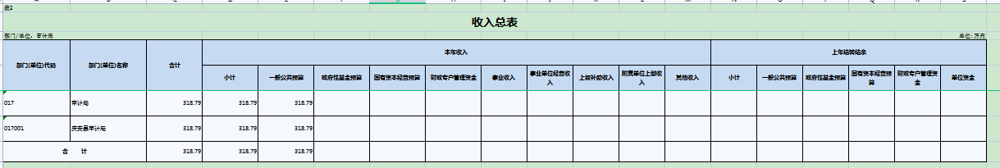 表2
收入总表
部门/单位：审计局 单位:万元
部门(单位)代码 部门(单位)名称 合计 本年收入 上年结转结余
小计 一般公共预算 政府性基金预算 国有资本经营预算 财政专户管理资金 事业收入 事业单位经营收入 上级补助收入 附属单位上缴收入 其他收入 小计 一般公共预算 政府性基金预算 国有资本经营预算 财政专户管理资金 单位资金
017 审计局 318.79 318.79 318.79
017001 庆安县审计局 318.79 318.79 318.79
合 计 318.79 318.79 318.79